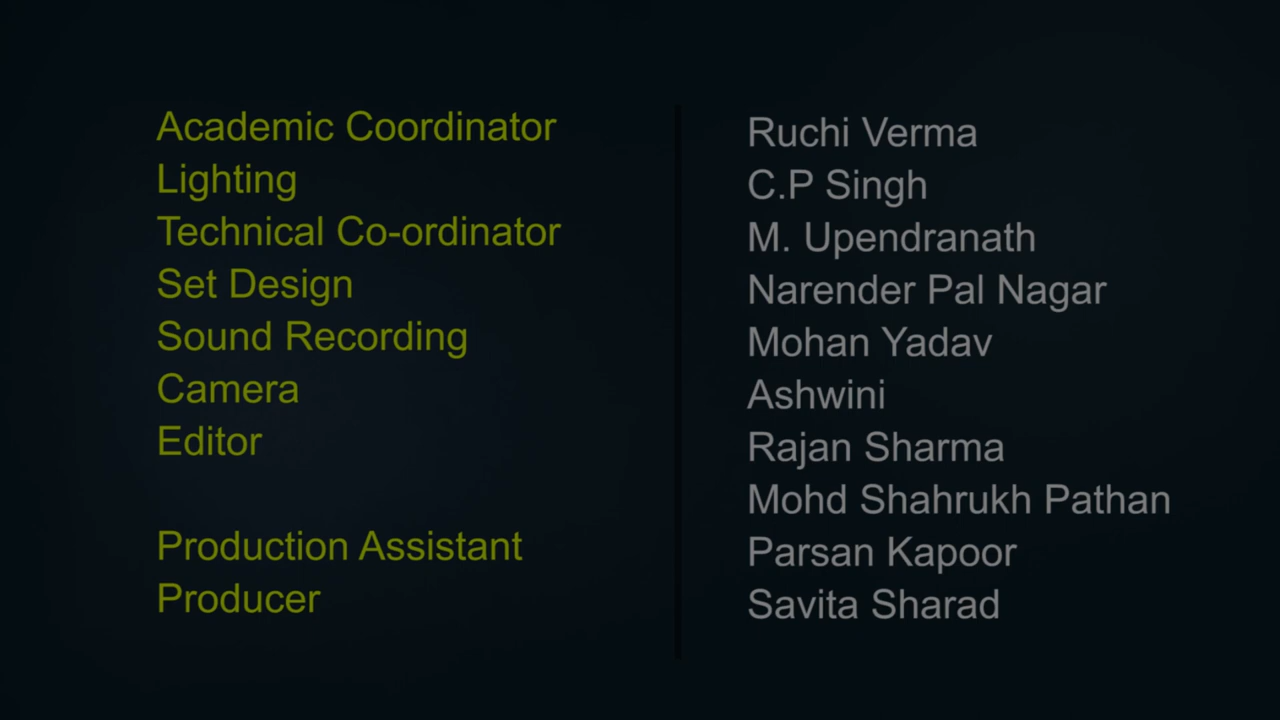 Academic Coordinator Ruchi Verma
Lighting C.P Singh
Technical Co-ordinator M. Upendranath
Set Design Narender Pal Nagar
Sound Recording Mohan Yadav
Camera Ashwini
Editor Rajan Sharma
Mohd Shahrukh Pathan
Production Assistant Parsan Kapoor
Producer Savita Sharad